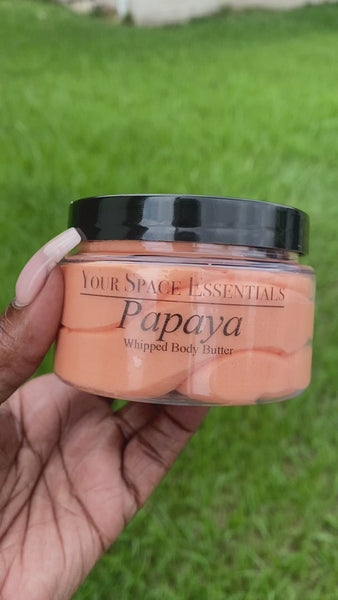 YOUR SPACE ESSENTIALS
Papaya
Whipped Body Butter